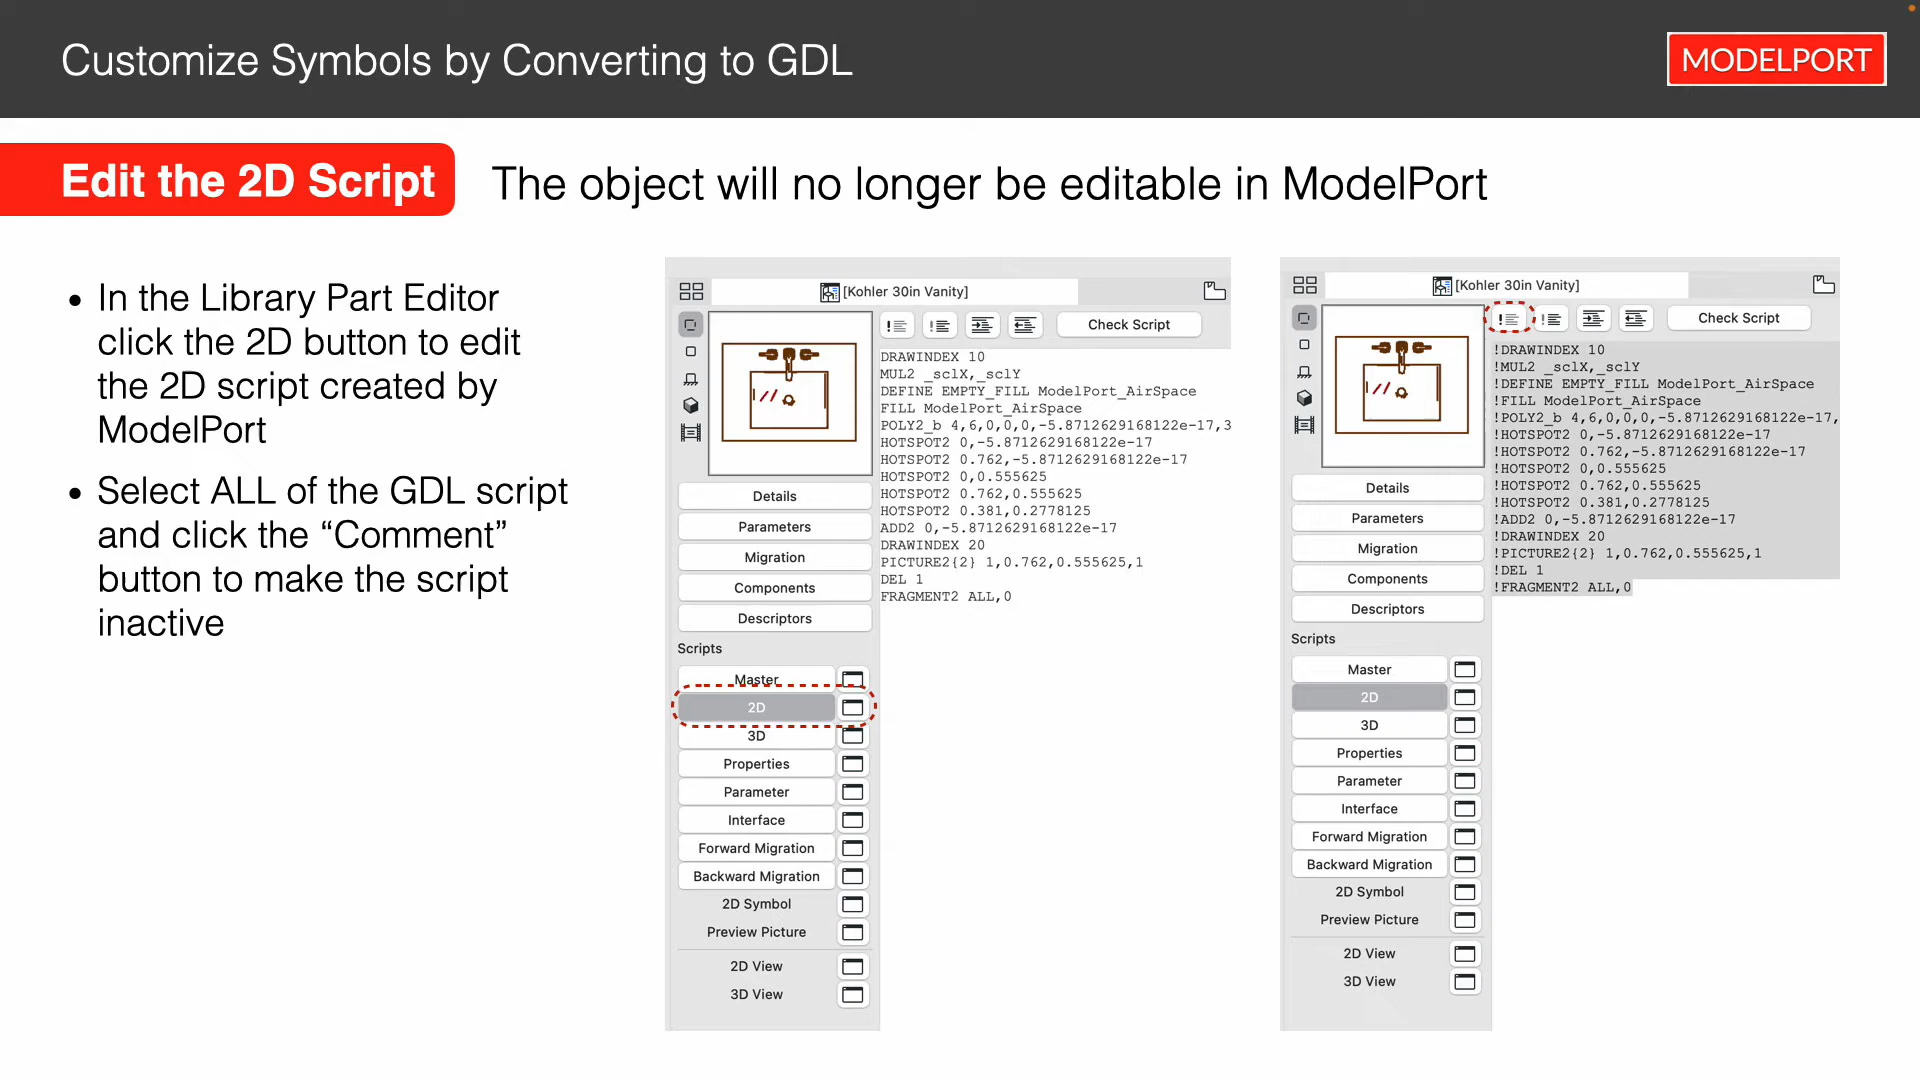 Customize Symbols by Converting to GDL
MODELPORT
Edit the 2D Script
The object will no longer be editable in ModelPort
• In the Library Part Editor
click the 2D button to edit
the 2D script created by
ModelPort
• Select ALL of the GDL script
and click the “Comment”
button to make the script
inactive
[Kohler 30in Vanity]
Check Script
DRAWINDEX 10
MUL2 _sclX,_sclY
DEFINE EMPTY_FILL ModelPort_AirSpace
FILL ModelPort_AirSpace
POLY2_b 4,6,0,0,0,-5.8712629168122e-17,3
HOTSPOT2 0,-5.8712629168122e-17
HOTSPOT2 0.762,-5.8712629168122e-17
HOTSPOT2 0,0.555625
HOTSPOT2 0.762,0.555625
HOTSPOT2 0.381,0.2778125
ADD2 0,-5.8712629168122e-17
DRAWINDEX 20
PICTURE2{2} 1,0.762,0.555625,1
DEL 1
FRAGMENT2 ALL,0
Details
Parameters
Migration
Components
Descriptors
Scripts
Master
2D
3D
Properties
Parameter
Interface
Forward Migration
Backward Migration
2D Symbol
Preview Picture
2D View
3D View
[Kohler 30in Vanity]
Check Script
!DRAWINDEX 10
!MUL2 _sclX,_sclY
!DEFINE EMPTY_FILL ModelPort_AirSpace
!FILL ModelPort_AirSpace
!POLY2_b 4,6,0,0,0,-5.8712629168122e-17,
!HOTSPOT2 0,-5.8712629168122e-17
!HOTSPOT2 0.762,-5.8712629168122e-17
!HOTSPOT2 0,0.555625
!HOTSPOT2 0.762,0.555625
!HOTSPOT2 0.381,0.2778125
!ADD2 0,-5.8712629168122e-17
!DRAWINDEX 20
!PICTURE2{2} 1,0.762,0.555625,1
!DEL 1
!FRAGMENT2 ALL,0
Details
Parameters
Migration
Components
Descriptors
Scripts
Master
2D
3D
Properties
Parameter
Interface
Forward Migration
Backward Migration
2D Symbol
Preview Picture
2D View
3D View